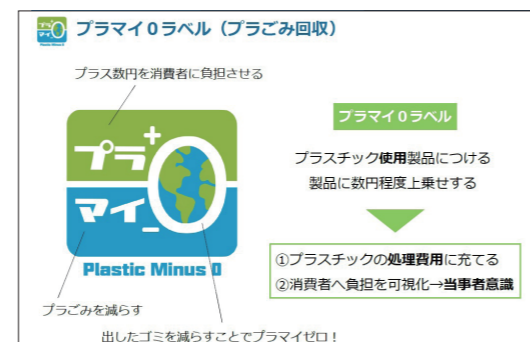 プラマイ0ラベル（プラごみ回収）
プラス数円を消費者に負担させる
プラ+
マイ-0
Plastic Minus 0
プラごみを減らす
出したゴミを減らすことでプラマイゼロ！
プラマイ0ラベル
プラスチック使用製品につける
製品に数円程度上乗せする
①プラスチックの処理費用に充てる
②消費者へ負担を可視化→当事者意識